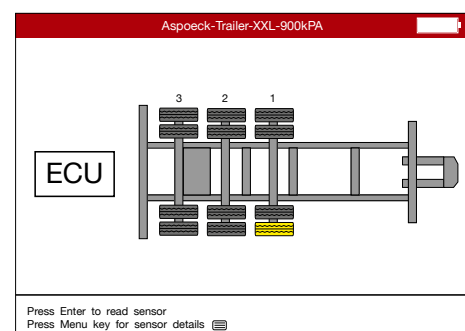 Aspoeck-Trailer-XXL-900kPA
3 2 1
ECU
Press Enter to read sensor
Press Menu key for sensor details